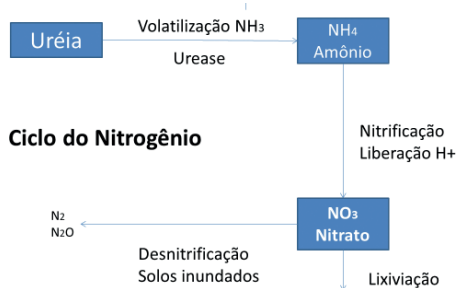 Uréia
Volatilização NH₃
Urease
NH₄
Amônio
Ciclo do Nitrogênio
Nitrificação
Liberação H+
NO₃
Nitrato
N₂
N₂O
Desnitrificação
Solos inundados
Lixiviação